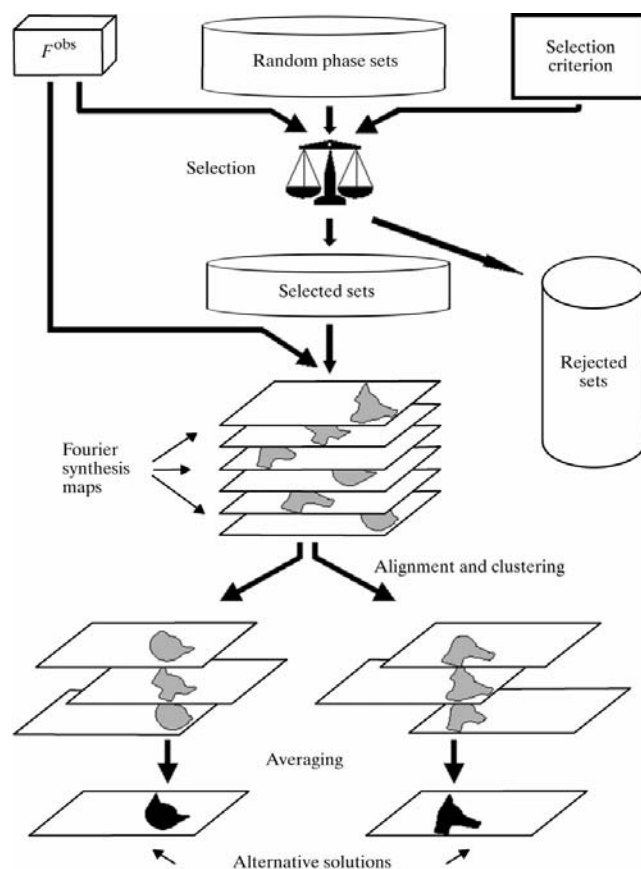 F^obs
Random phase sets
Selection
criterion
Selection
Selected sets
Rejected
sets
Fourier
synthesis
maps
Alignment and clustering
Averaging
Alternative solutions